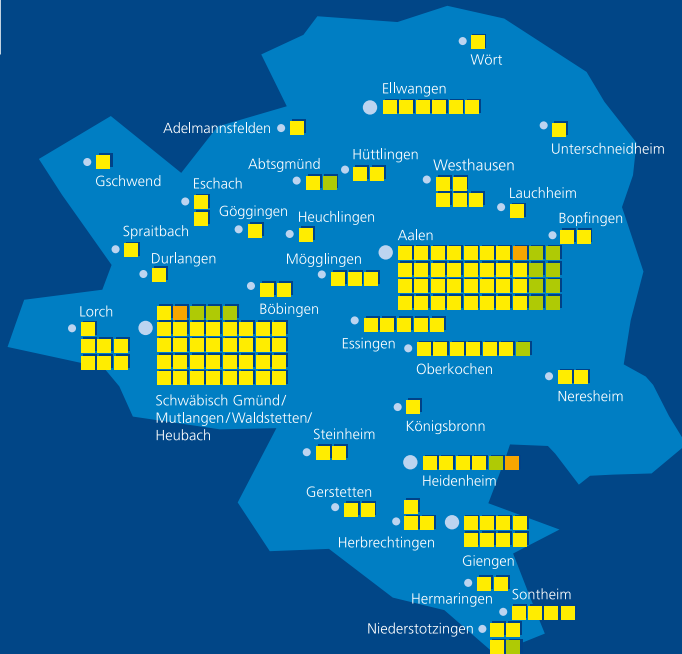 Wört
Ellwangen
Adelmannsfelden
Unterschneidheim
Hüttlingen
Abtsgmünd
Westhausen
Gschwend
Eschach
Lauchheim
Göggingen
Heuchlingen
Bopfingen
Spraitbach
Aalen
Durlangen
Mögglingen
Böbingen
Lorch
Essingen
Oberkochen
Neresheim
Schwäbisch Gmünd/
Mutlangen/Waldstetten/
Heubach
Königsbronn
Steinheim
Heidenheim
Gerstetten
Herbrechtingen
Giengen
Hermaringen
Sontheim
Niederstotzingen